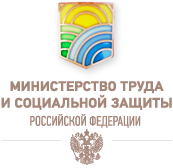 МИНИСТЕРСТВО ТРУДА
И СОЦИАЛЬНОЙ ЗАЩИТЫ
РОССИЙСКОЙ ФЕДЕРАЦИИ